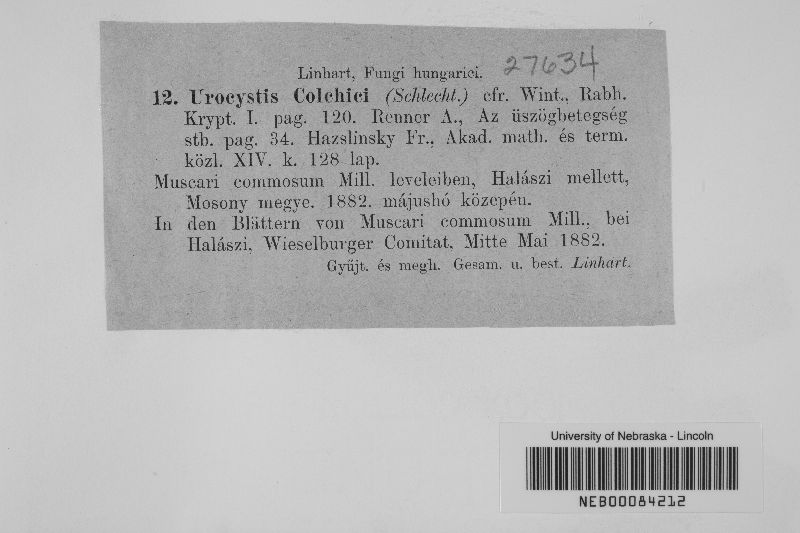 Linhart, Fungi hungarici. 27634
12. Urocystis Colchici (Schlecht.) cfr. Wint., Rabh.
Krypt. I. pag. 120. Renner A., Az üszögbetegség
stb. pag. 34. Hazslinsky Fr., Akad. math. és term.
közl. XIV. k. 128 lap.
Muscari commosum Mill. leveleiben, Halászi mellett,
Mosony megye. 1882. májushó közepén.
In den Blättern von Muscari commosum Mill., bei
Halászi, Wieselburger Comitat, Mitte Mai 1882.
Gyűjt. és megh. Gesam. u. best. Linhart.
University of Nebraska - Lincoln
NEB00084212